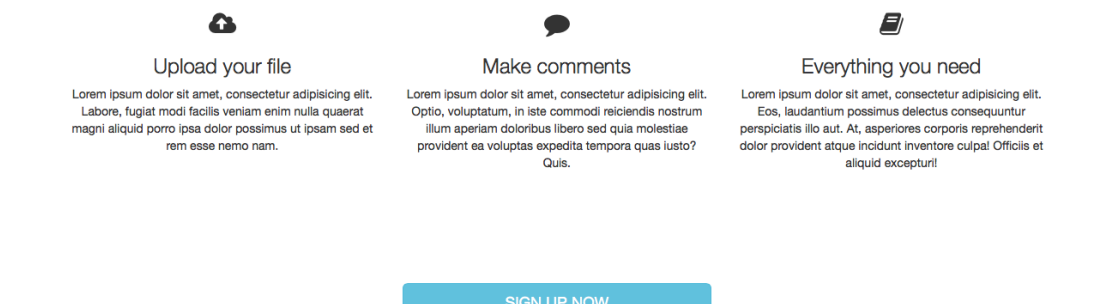 Upload your file
Lorem ipsum dolor sit amet, consectetur adipisicing elit.
Labore, fugiat modi facilis veniam enim nulla quaerat
magni aliquid porro ipsa dolor possimus ut ipsam sed et
rem esse nemo nam.
Make comments
Lorem ipsum dolor sit amet, consectetur adipisicing elit.
Optio, voluptatum, in iste commodi reiciendis nostrum
illum aperiam doloribus libero sed quia molestiae
provident ea voluptas expedita tempora quas iusto?
Quis.
Everything you need
Lorem ipsum dolor sit amet, consectetur adipisicing elit.
Eos, laudantium possimus delectus consequuntur
perspiciatis illo aut. At, asperiores corporis reprehenderit
dolor provident atque incidunt inventore culpa! Officiis et
aliquid excepturi!
SIGN UP NOW